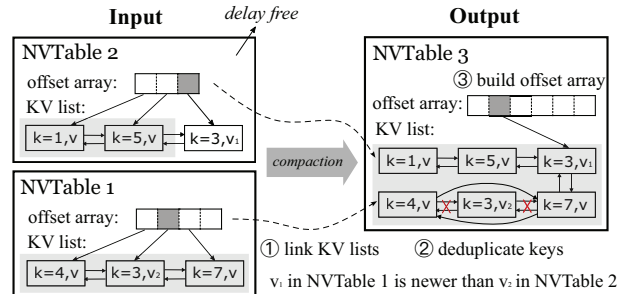 Input
delay free
Output
NVTable 2
offset array:
KV list:
k=1,v
k=5,v
k=3,v₁
NVTable 1
offset array:
KV list:
k=4,v
k=3,v₂
k=7,v
compaction
NVTable 3
③ build offset array
offset array:
KV list:
k=1,v
k=5,v
k=3,v₁
k=4,v
k=3,v₂
k=7,v
① link KV lists
② deduplicate keys
v₁ in NVTable 1 is newer than v₂ in NVTable 2